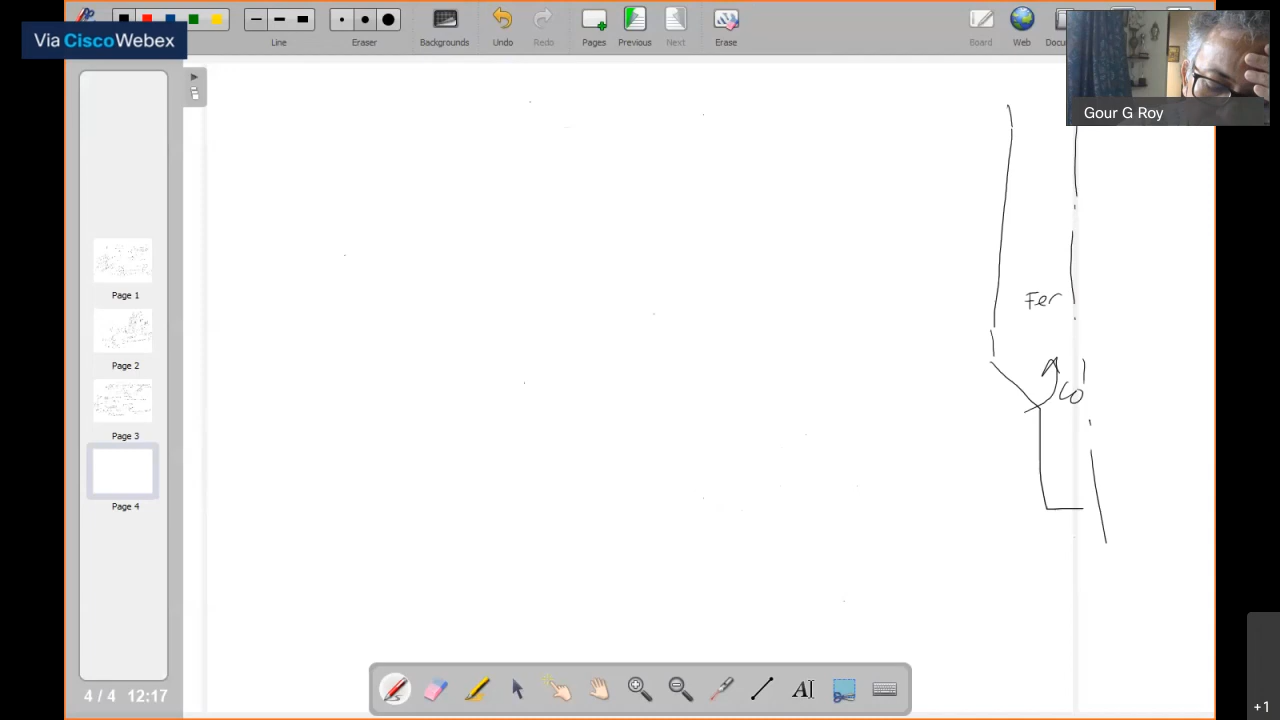 Via Cisco Webex
Line
Eraser
Backgrounds
Undo
Redo
Pages
Previous
Next
Erase
Board
Web
Gour G Roy
Page 1
Page 2
Page 3
Page 4
Fer
Co
4 / 4 12:17
+1